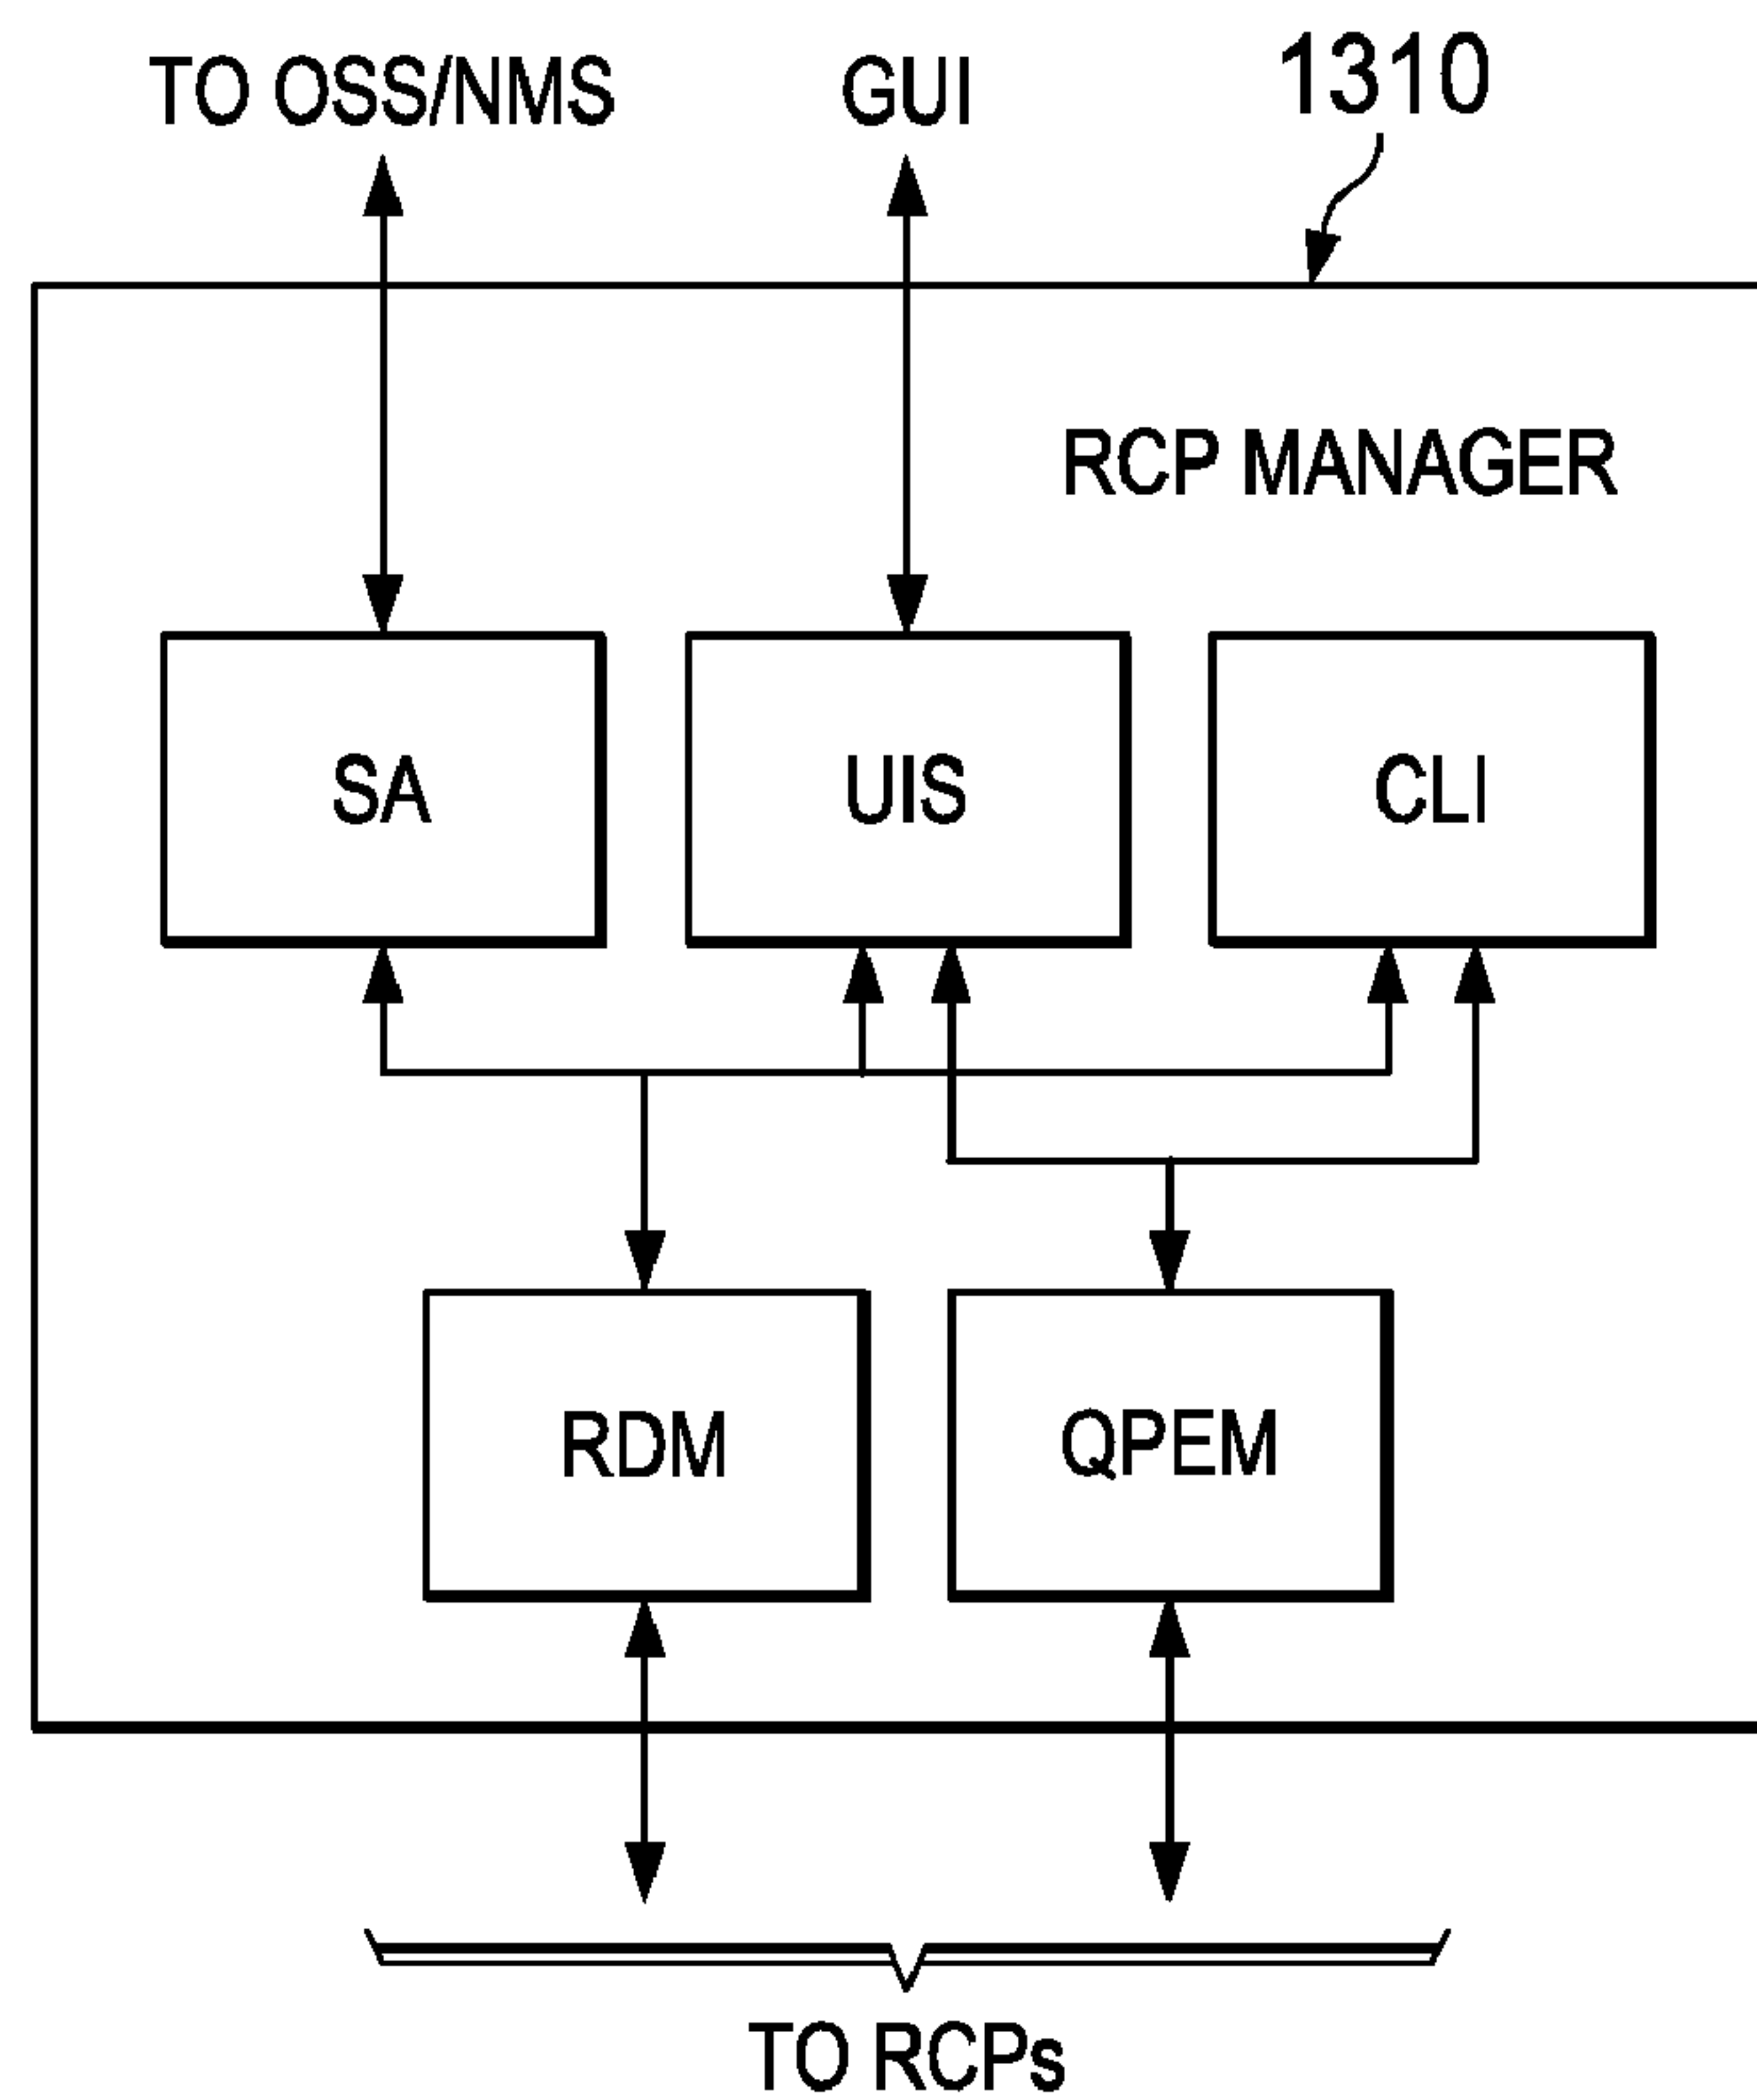 TO OSS/NMS GUI 1310
RCP MANAGER
SA UIS CLI
RDM QPEM
TO RCPs